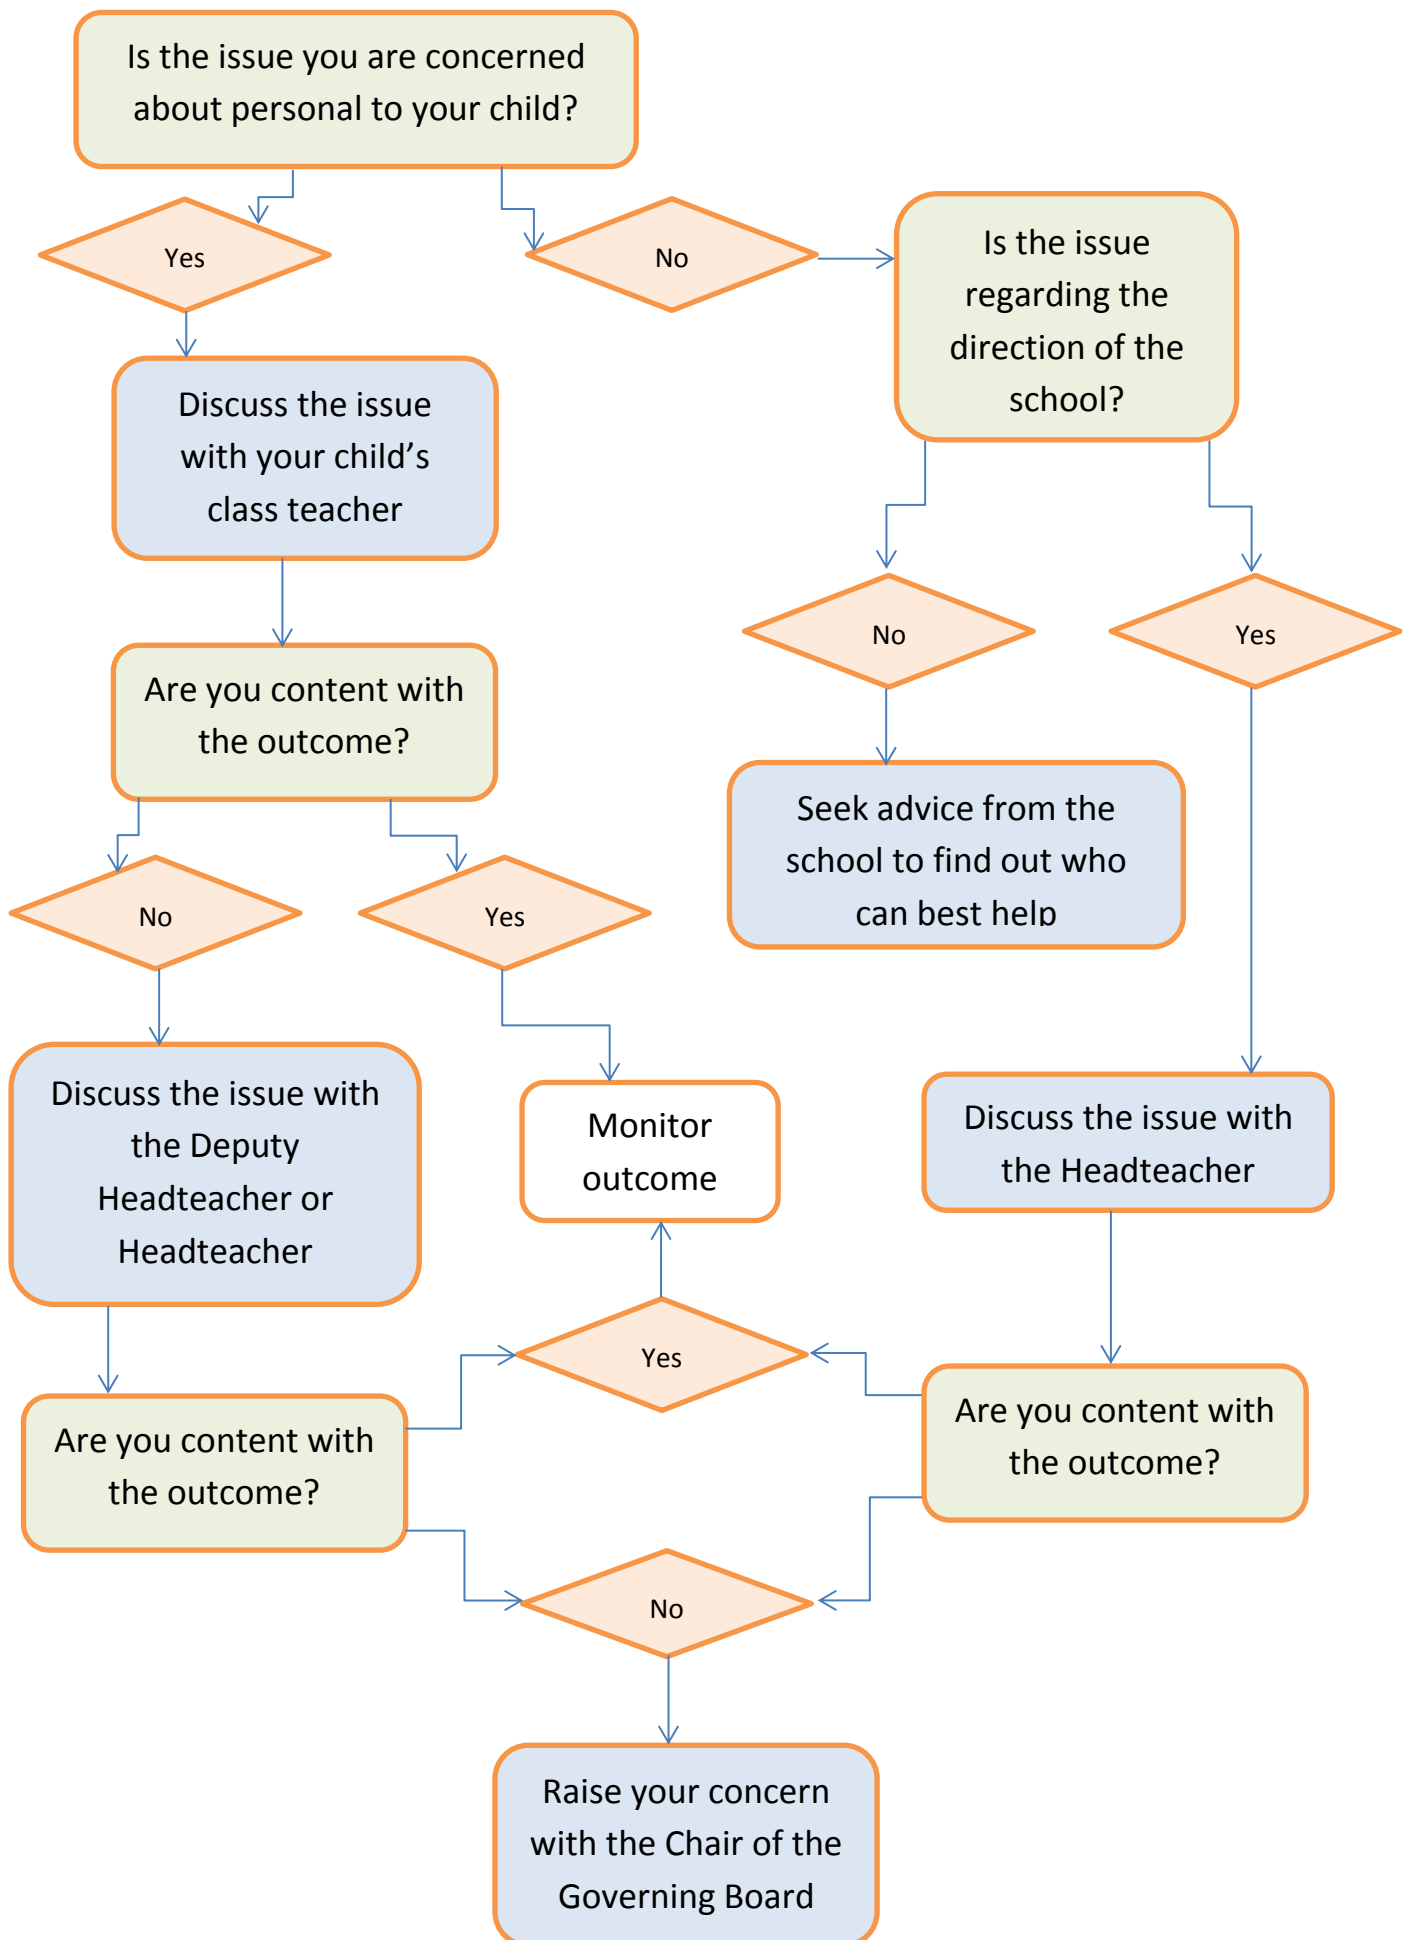 Is the issue you are concerned
about personal to your child?
Yes
No
Is the issue
regarding the
direction of the
school?
Discuss the issue
with your child’s
class teacher
No
Yes
Are you content with
the outcome?
Seek advice from the
school to find out who
can best help
No
Yes
Discuss the issue with
the Deputy
Headteacher or
Headteacher
Monitor
outcome
Discuss the issue with
the Headteacher
Yes
Are you content with
the outcome?
Are you content with
the outcome?
No
Raise your concern
with the Chair of the
Governing Board